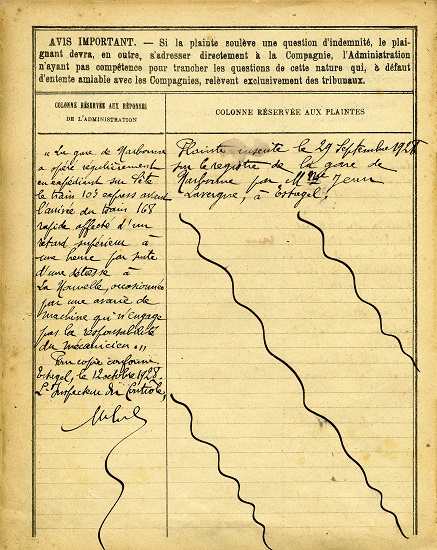 AVIS IMPORTANT. — Si la plainte soulève une question d'indemnité, le plai-
gnant devra, en outre, s'adresser directement à la Compagnie, l'Administration
n'ayant pas compétence pour trancher les questions de cette nature qui, à défaut
d'entente amiable avec les Compagnies, relèvent exclusivement des tribunaux.
COLONNE RÉSERVÉE AUX RÉPONSES
DE L'ADMINISTRATION
« La gare de Narbonne
a opéré régulièrement
en expédiant sur Cète
le train 105 express avant
l'arrivée du train 168
rapide affecté d'un
retard supérieur à
une heure par suite
d'une détresse à
La Nouvelle, occasionnée
par une avarie de
machine qui n'engage
pas la responsabilité
du mécanicien. »
Pour copie conforme
Estagel, le 12 octobre 1928.
L'Inspecteur du Contrôle,
COLONNE RÉSERVÉE AUX PLAINTES
Plainte inscrite le 29 Septembre 1928
sur le registre de la gare de
Narbonne par M Jean
Lavergne, à Estagel.